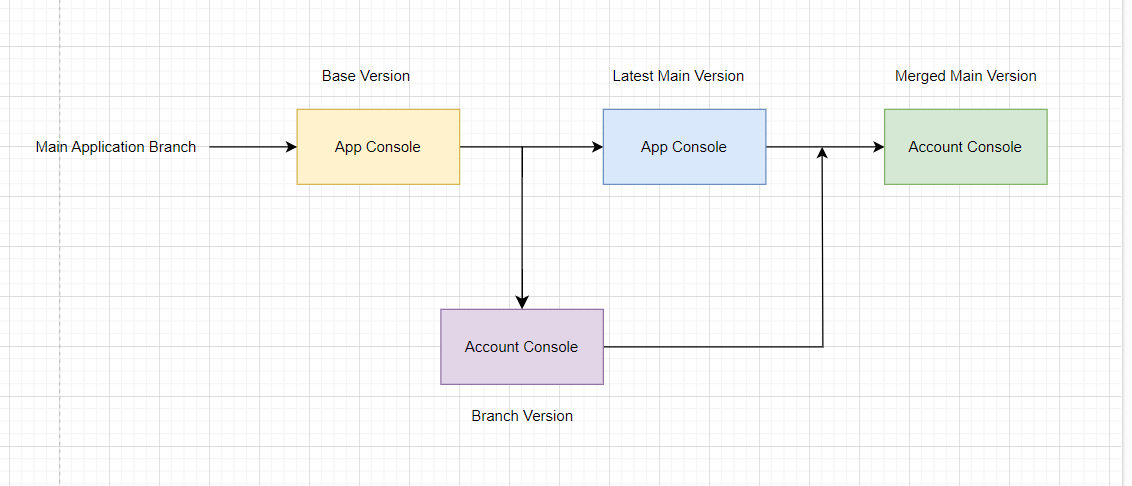 Base Version
Latest Main Version
Merged Main Version
Main Application Branch
App Console
App Console
Account Console
Account Console
Branch Version